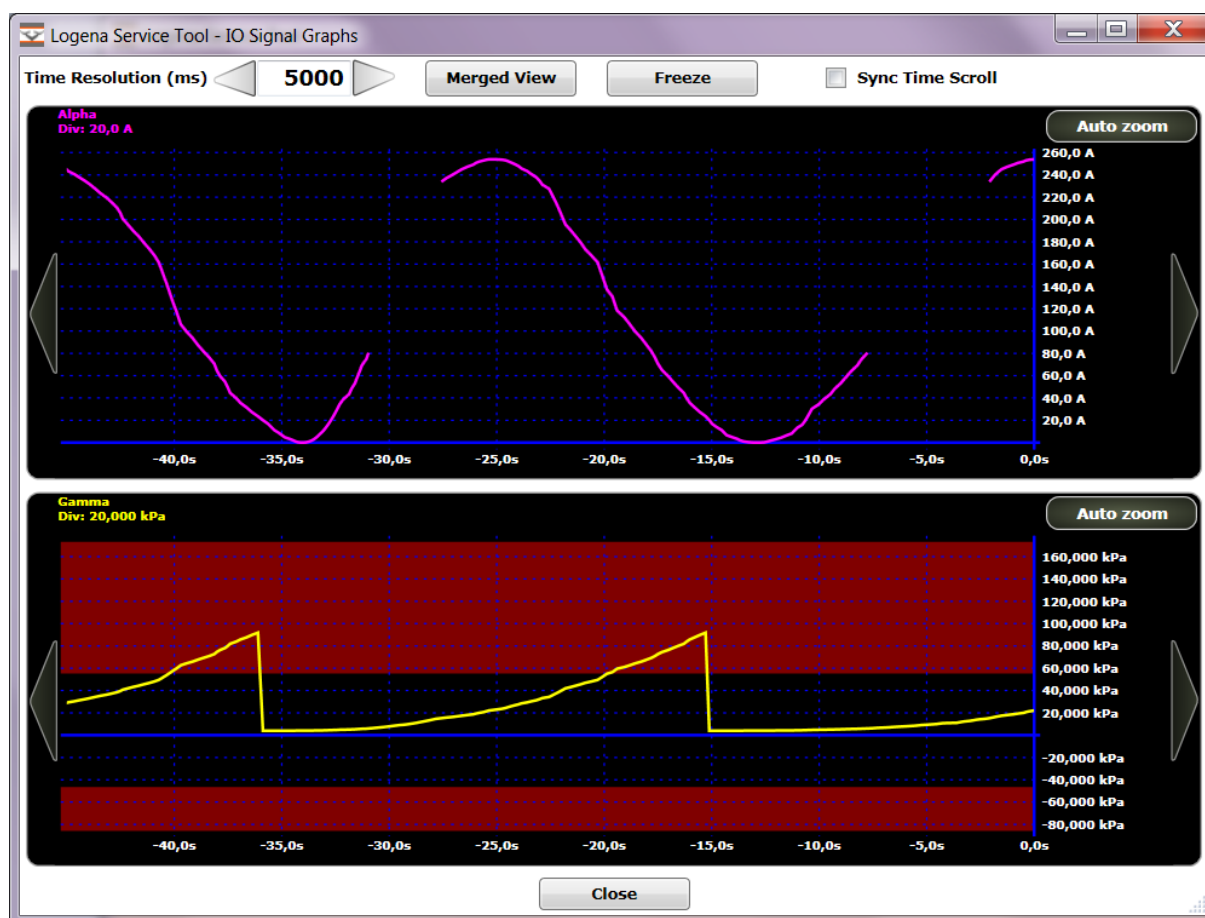 Logena Service Tool - IO Signal Graphs
Time Resolution (ms) 5000 Merged View Freeze Sync Time Scroll
Alpha
Div: 20,0 A
Auto zoom
260,0 A
240,0 A
220,0 A
200,0 A
180,0 A
160,0 A
140,0 A
120,0 A
100,0 A
80,0 A
60,0 A
40,0 A
20,0 A
-40,0s -35,0s -30,0s -25,0s -20,0s -15,0s -10,0s -5,0s 0,0s
Gamma
Div: 20,000 kPa
Auto zoom
160,000 kPa
140,000 kPa
120,000 kPa
100,000 kPa
80,000 kPa
60,000 kPa
40,000 kPa
20,000 kPa
-20,000 kPa
-40,000 kPa
-60,000 kPa
-80,000 kPa
-40,0s -35,0s -30,0s -25,0s -20,0s -15,0s -10,0s -5,0s 0,0s
Close